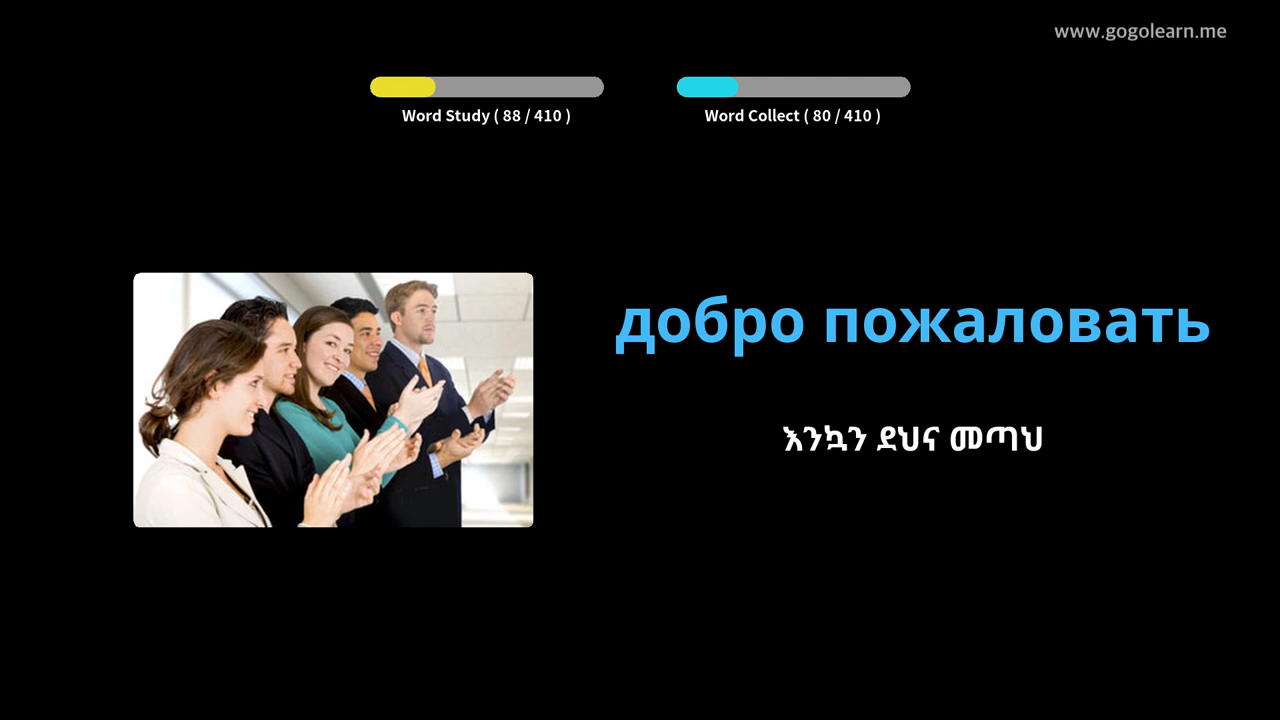 www.gogolearn.me
Word Study ( 88 / 410 )
Word Collect ( 80 / 410 )
добро пожаловать
እንኳን ደህና መጣህ